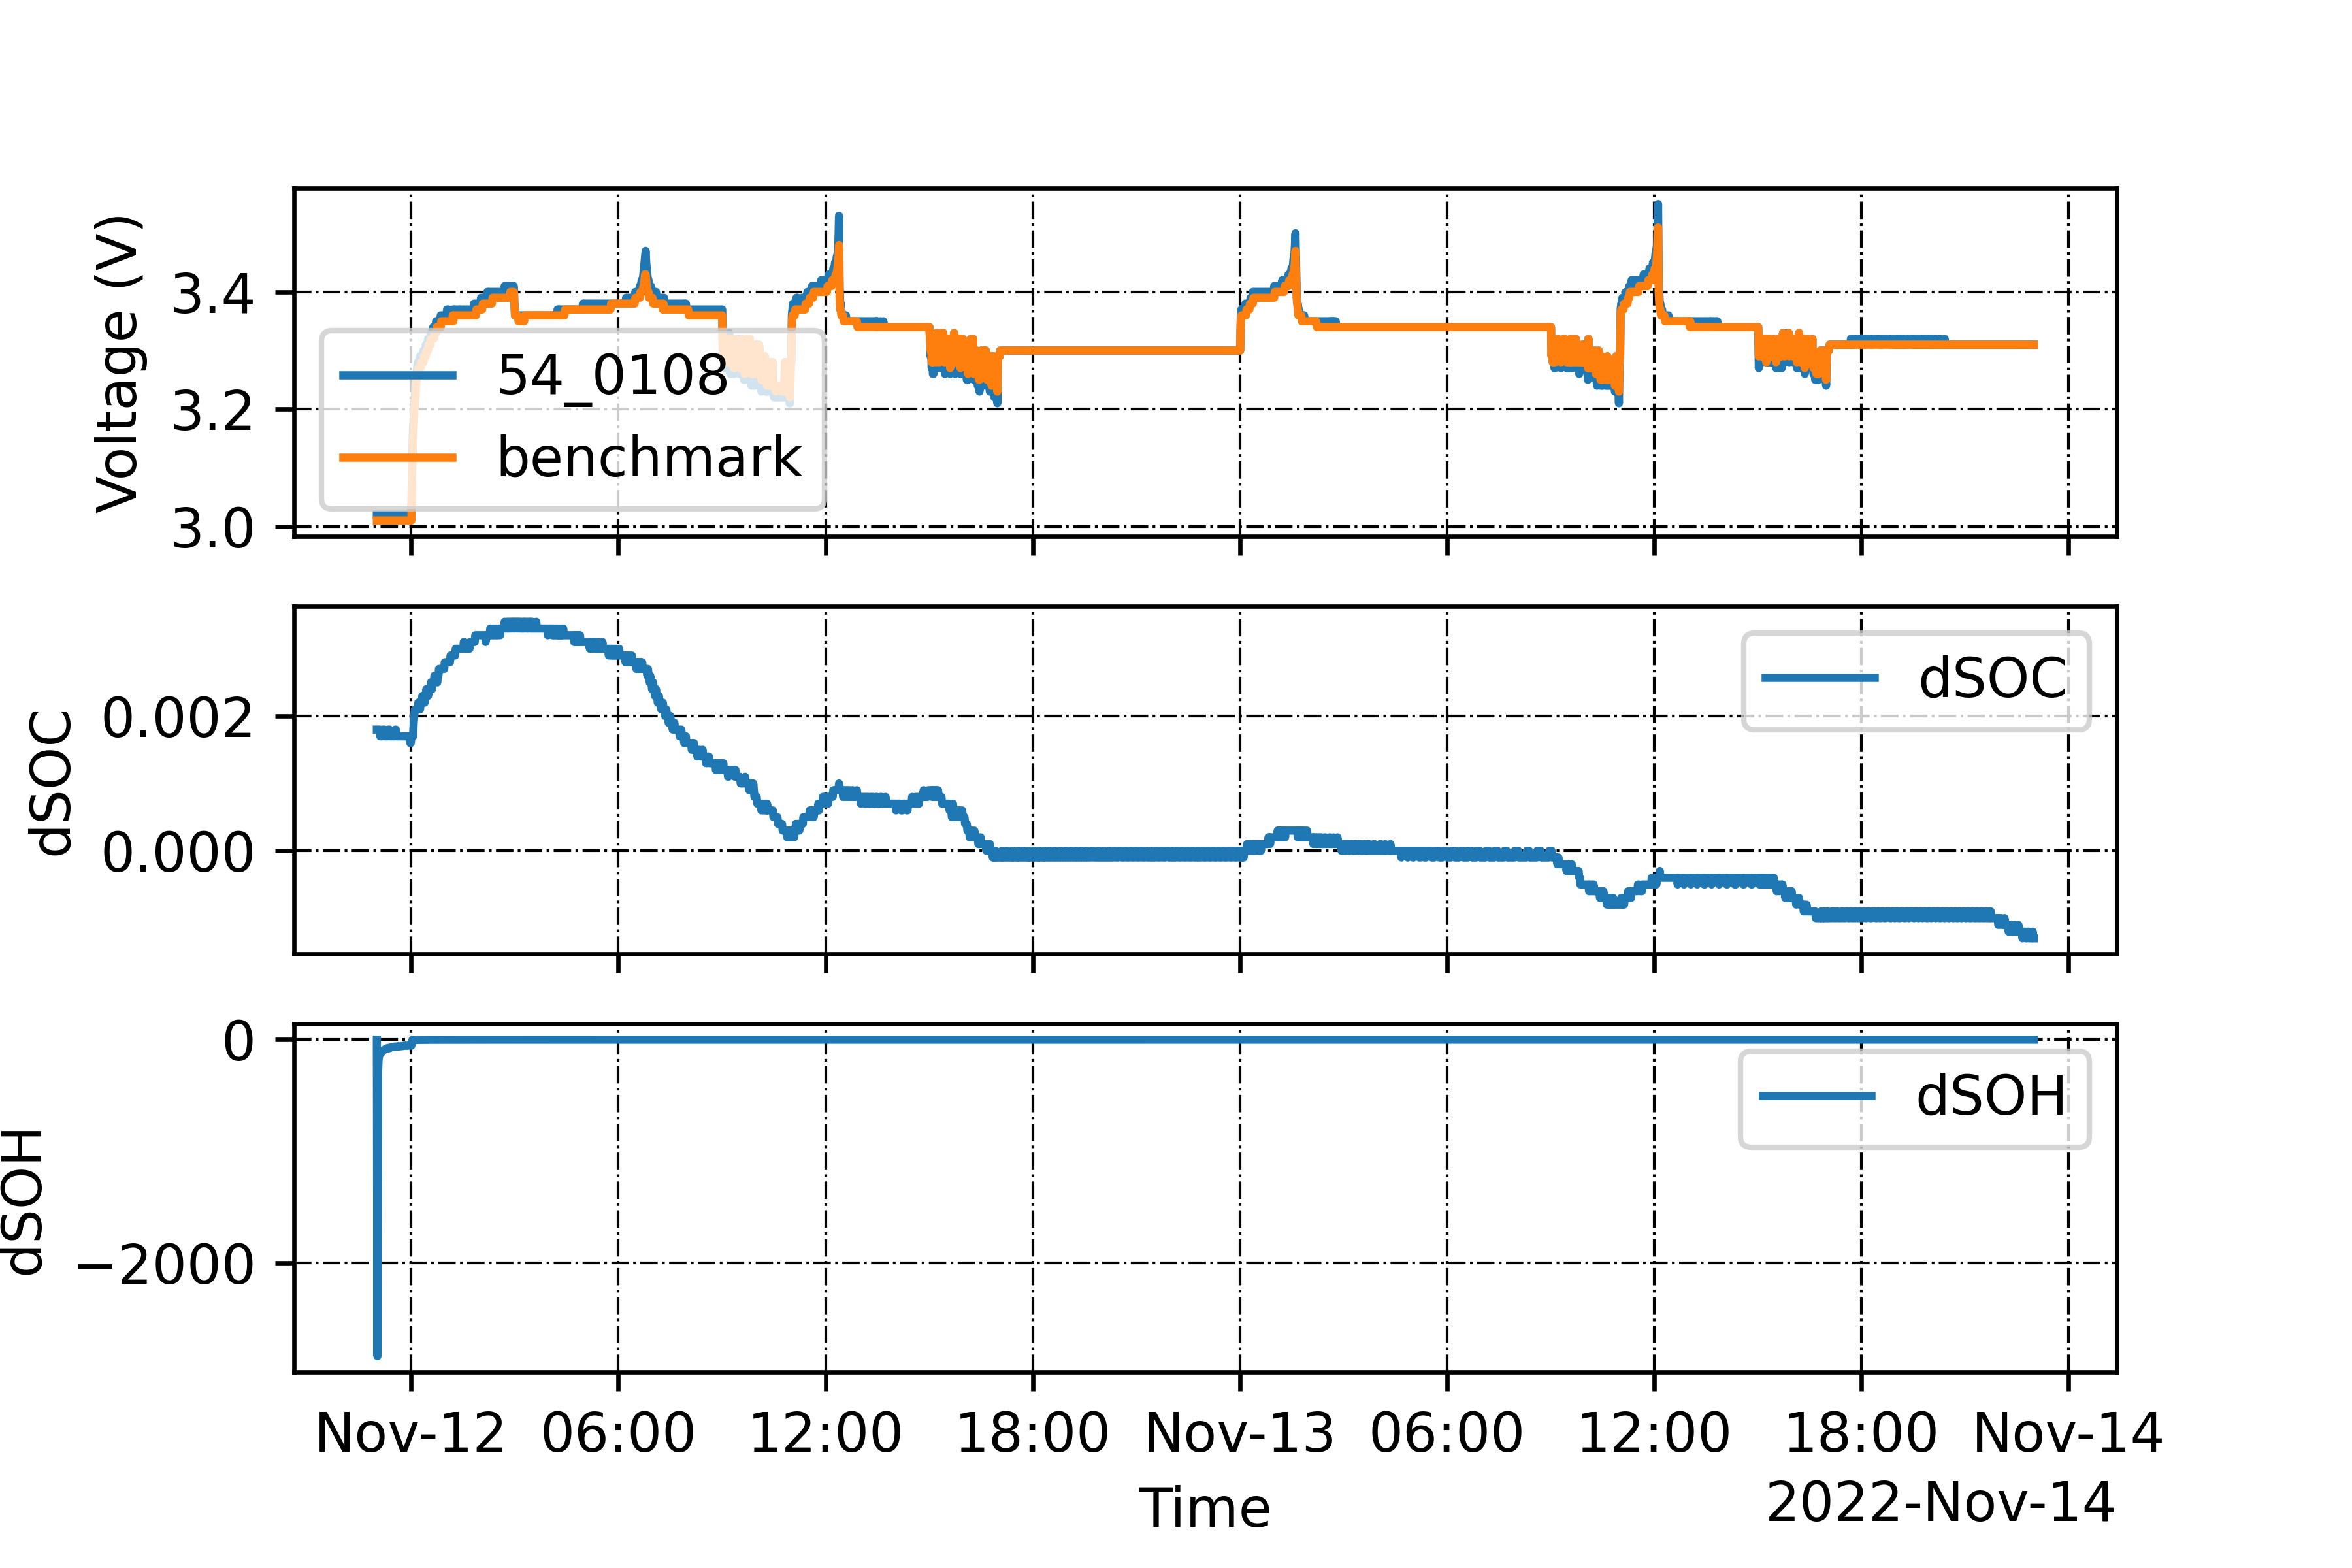 Voltage (V)
3.4
3.2
3.0
54_0108
benchmark
dSOC
0.002
0.000
dSOC
dSOH
0
−2000
dSOH
Nov-12 06:00 12:00 18:00 Nov-13 06:00 12:00 18:00 Nov-14
Time
2022-Nov-14